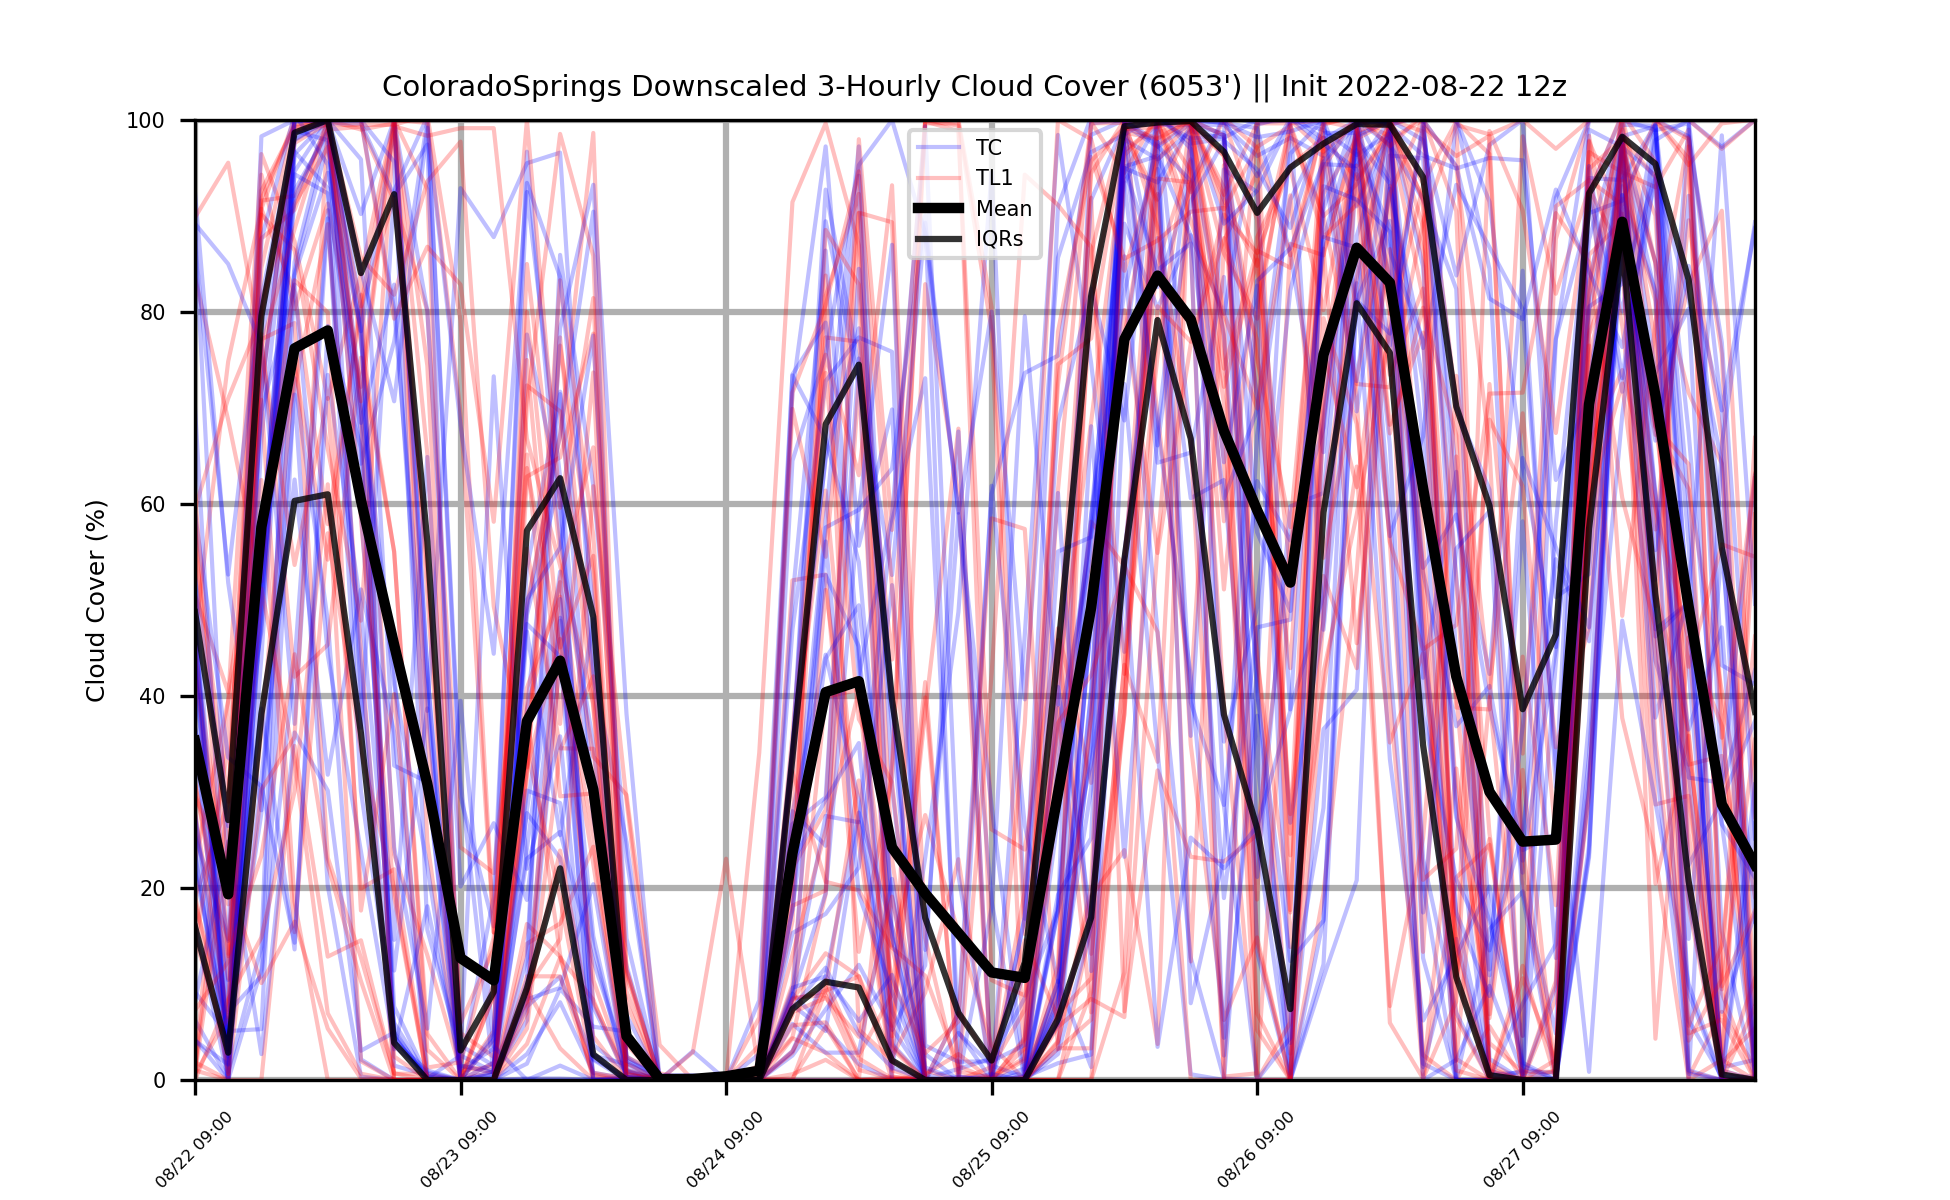 ColoradoSprings Downscaled 3-Hourly Cloud Cover (6053') || Init 2022-08-22 12z
100
80
60
40
20
0
Cloud Cover (%)
TC
TL1
Mean
IQRs
08/22 09:00
08/23 09:00
08/24 09:00
08/25 09:00
08/26 09:00
08/27 09:00